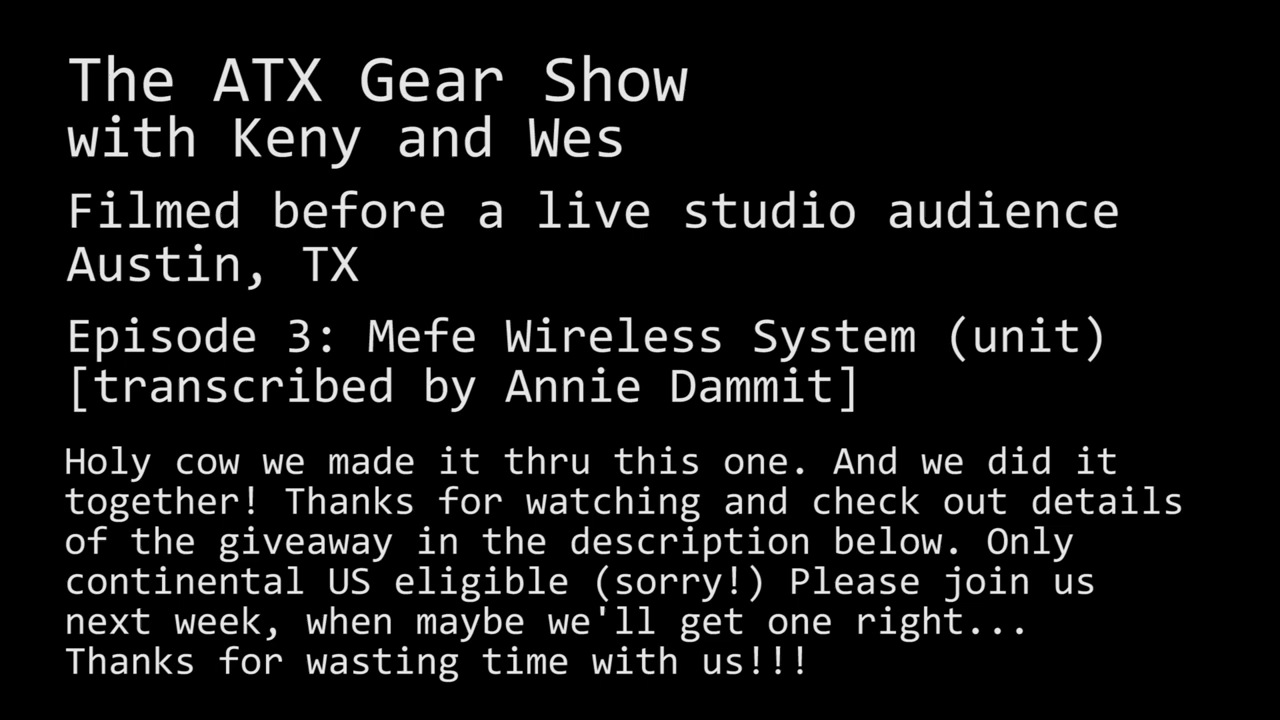 The ATX Gear Show
with Keny and Wes
Filmed before a live studio audience
Austin, TX
Episode 3: Mefe Wireless System (unit)
[transcribed by Annie Dammit]
Holy cow we made it thru this one. And we did it
together! Thanks for watching and check out details
of the giveaway in the description below. Only
continental US eligible (sorry!) Please join us
next week, when maybe we'll get one right...
Thanks for wasting time with us!!!